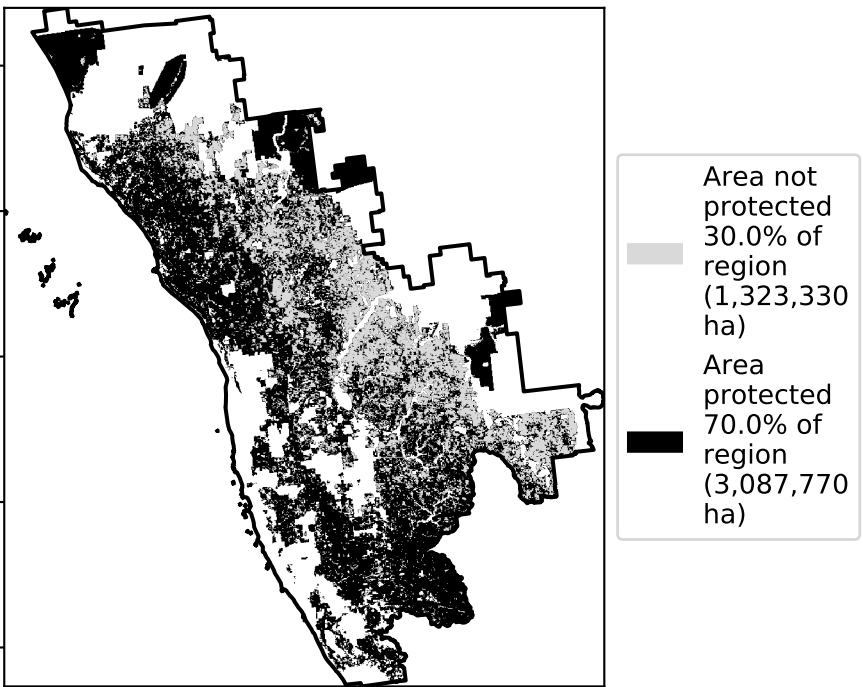 Area not
protected
30.0% of
region
(1,323,330
ha)
Area
protected
70.0% of
region
(3,087,770
ha)